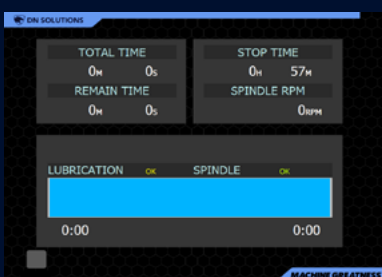 DN SOLUTIONS
TOTAL TIME STOP TIME
0M 0S 0H 57M
REMAIN TIME SPINDLE RPM
0M 0S 0RPM
LUBRICATION OK SPINDLE OK
0:00 0:00
MACHINE GREATNESS